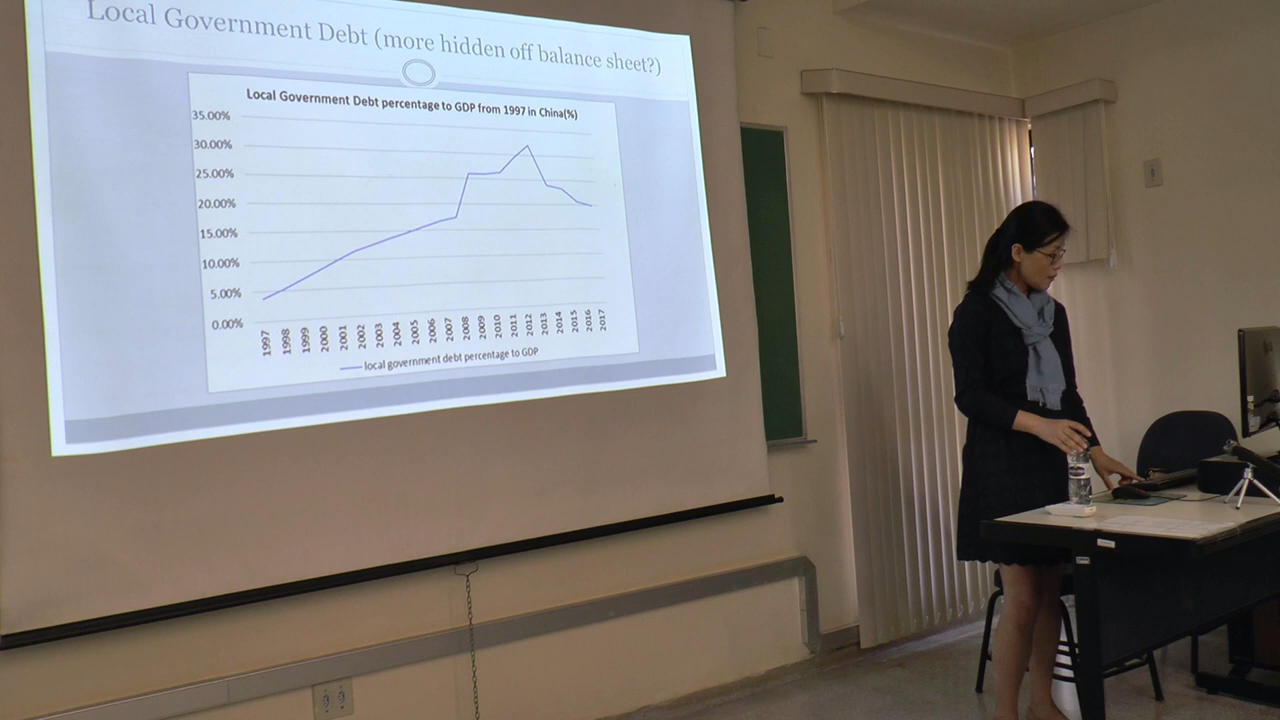 Local Government Debt (more hidden off balance sheet?)
Local Government Debt percentage to GDP from 1997 in China(%)
35.00%
30.00%
25.00%
20.00%
15.00%
10.00%
5.00%
0.00%
1997 1998 1999 2000 2001 2002 2003 2004 2005 2006 2007 2008 2009 2010 2011 2012 2013 2014 2015 2016 2017
local government debt percentage to GDP